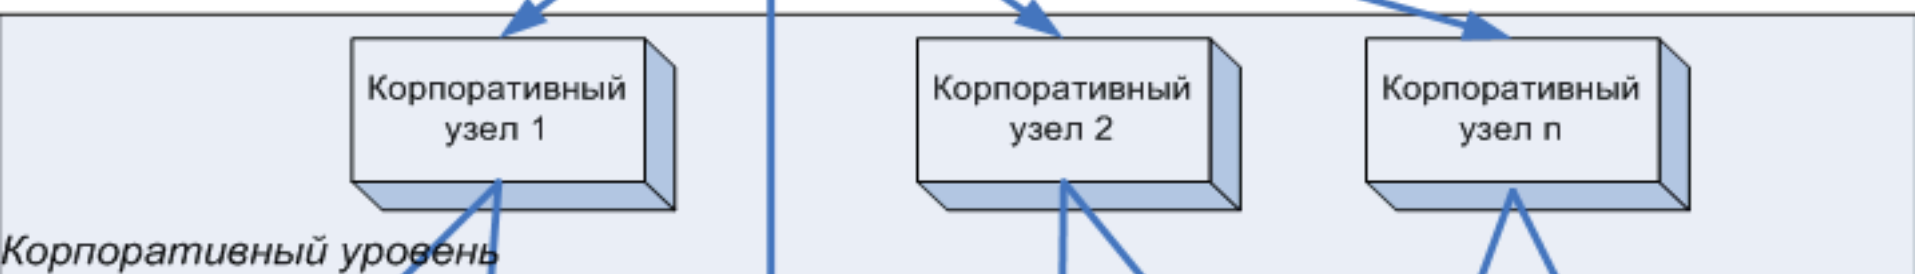 Корпоративный
узел 1
Корпоративный
узел 2
Корпоративный
узел n
Корпоративный уровень